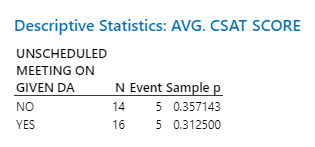 Descriptive Statistics: AVG. CSAT SCORE
UNSCHEDULED
MEETING ON
GIVEN DA N Event Sample p
NO 14 5 0.357143
YES 16 5 0.312500